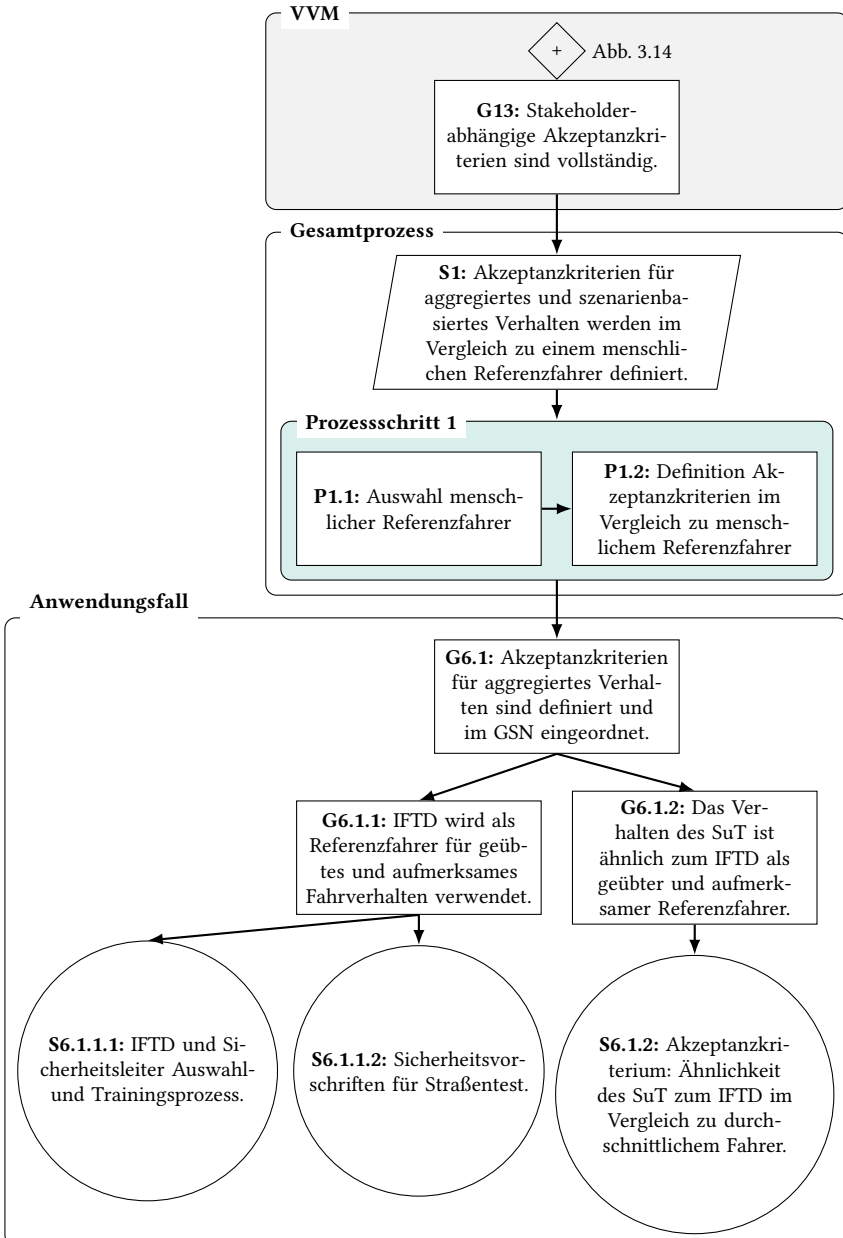 VVM
+ Abb. 3.14
G13: Stakeholder-
abhängige Akzeptanzkri-
terien sind vollständig.
Gesamtprozess
S1: Akzeptanzkriterien für
aggregiertes und szenarienba-
siertes Verhalten werden im
Vergleich zu einem menschli-
chen Referenzfahrer definiert.
Prozessschritt 1
P1.1: Auswahl mensch-
licher Referenzfahrer
P1.2: Definition Ak-
zeptanzkriterien im
Vergleich zu mensch-
lichem Referenzfahrer
Anwendungsfall
G6.1: Akzeptanzkriterien
für aggregiertes Verhal-
ten sind definiert und
im GSN eingeordnet.
G6.1.1: IFTD wird als
Referenzfahrer für geüb-
tes und aufmerksames
Fahrverhalten verwendet.
G6.1.2: Das Ver-
halten des SuT ist
ähnlich zum IFTD als
geübter und aufmerk-
samer Referenzfahrer.
S6.1.1.1: IFTD und Si-
cherheitsleiter Auswahl-
und Trainingsprozess.
S6.1.1.2: Sicherheitsvor-
schriften für Straßentest.
S6.1.2: Akzeptanzkri-
terium: Ähnlichkeit
des SuT zum IFTD im
Vergleich zu durch-
schnittlichem Fahrer.